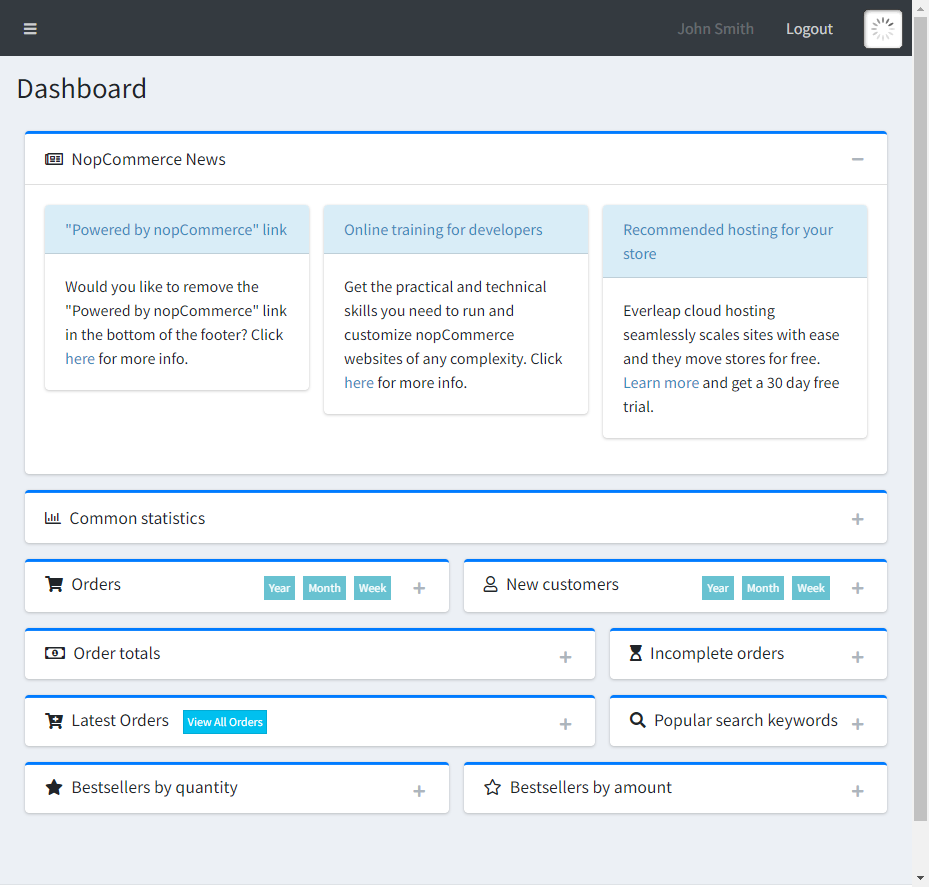 John Smith Logout
Dashboard
NopCommerce News
"Powered by nopCommerce" link
Would you like to remove the
"Powered by nopCommerce" link
in the bottom of the footer? Click
here for more info.
Online training for developers
Get the practical and technical
skills you need to run and
customize nopCommerce
websites of any complexity. Click
here for more info.
Recommended hosting for your
store
Everleap cloud hosting
seamlessly scales sites with ease
and they move stores for free.
Learn more and get a 30 day free
trial.
Common statistics
Orders Year Month Week
New customers Year Month Week
Order totals
Incomplete orders
Latest Orders View All Orders
Popular search keywords
Bestsellers by quantity
Bestsellers by amount